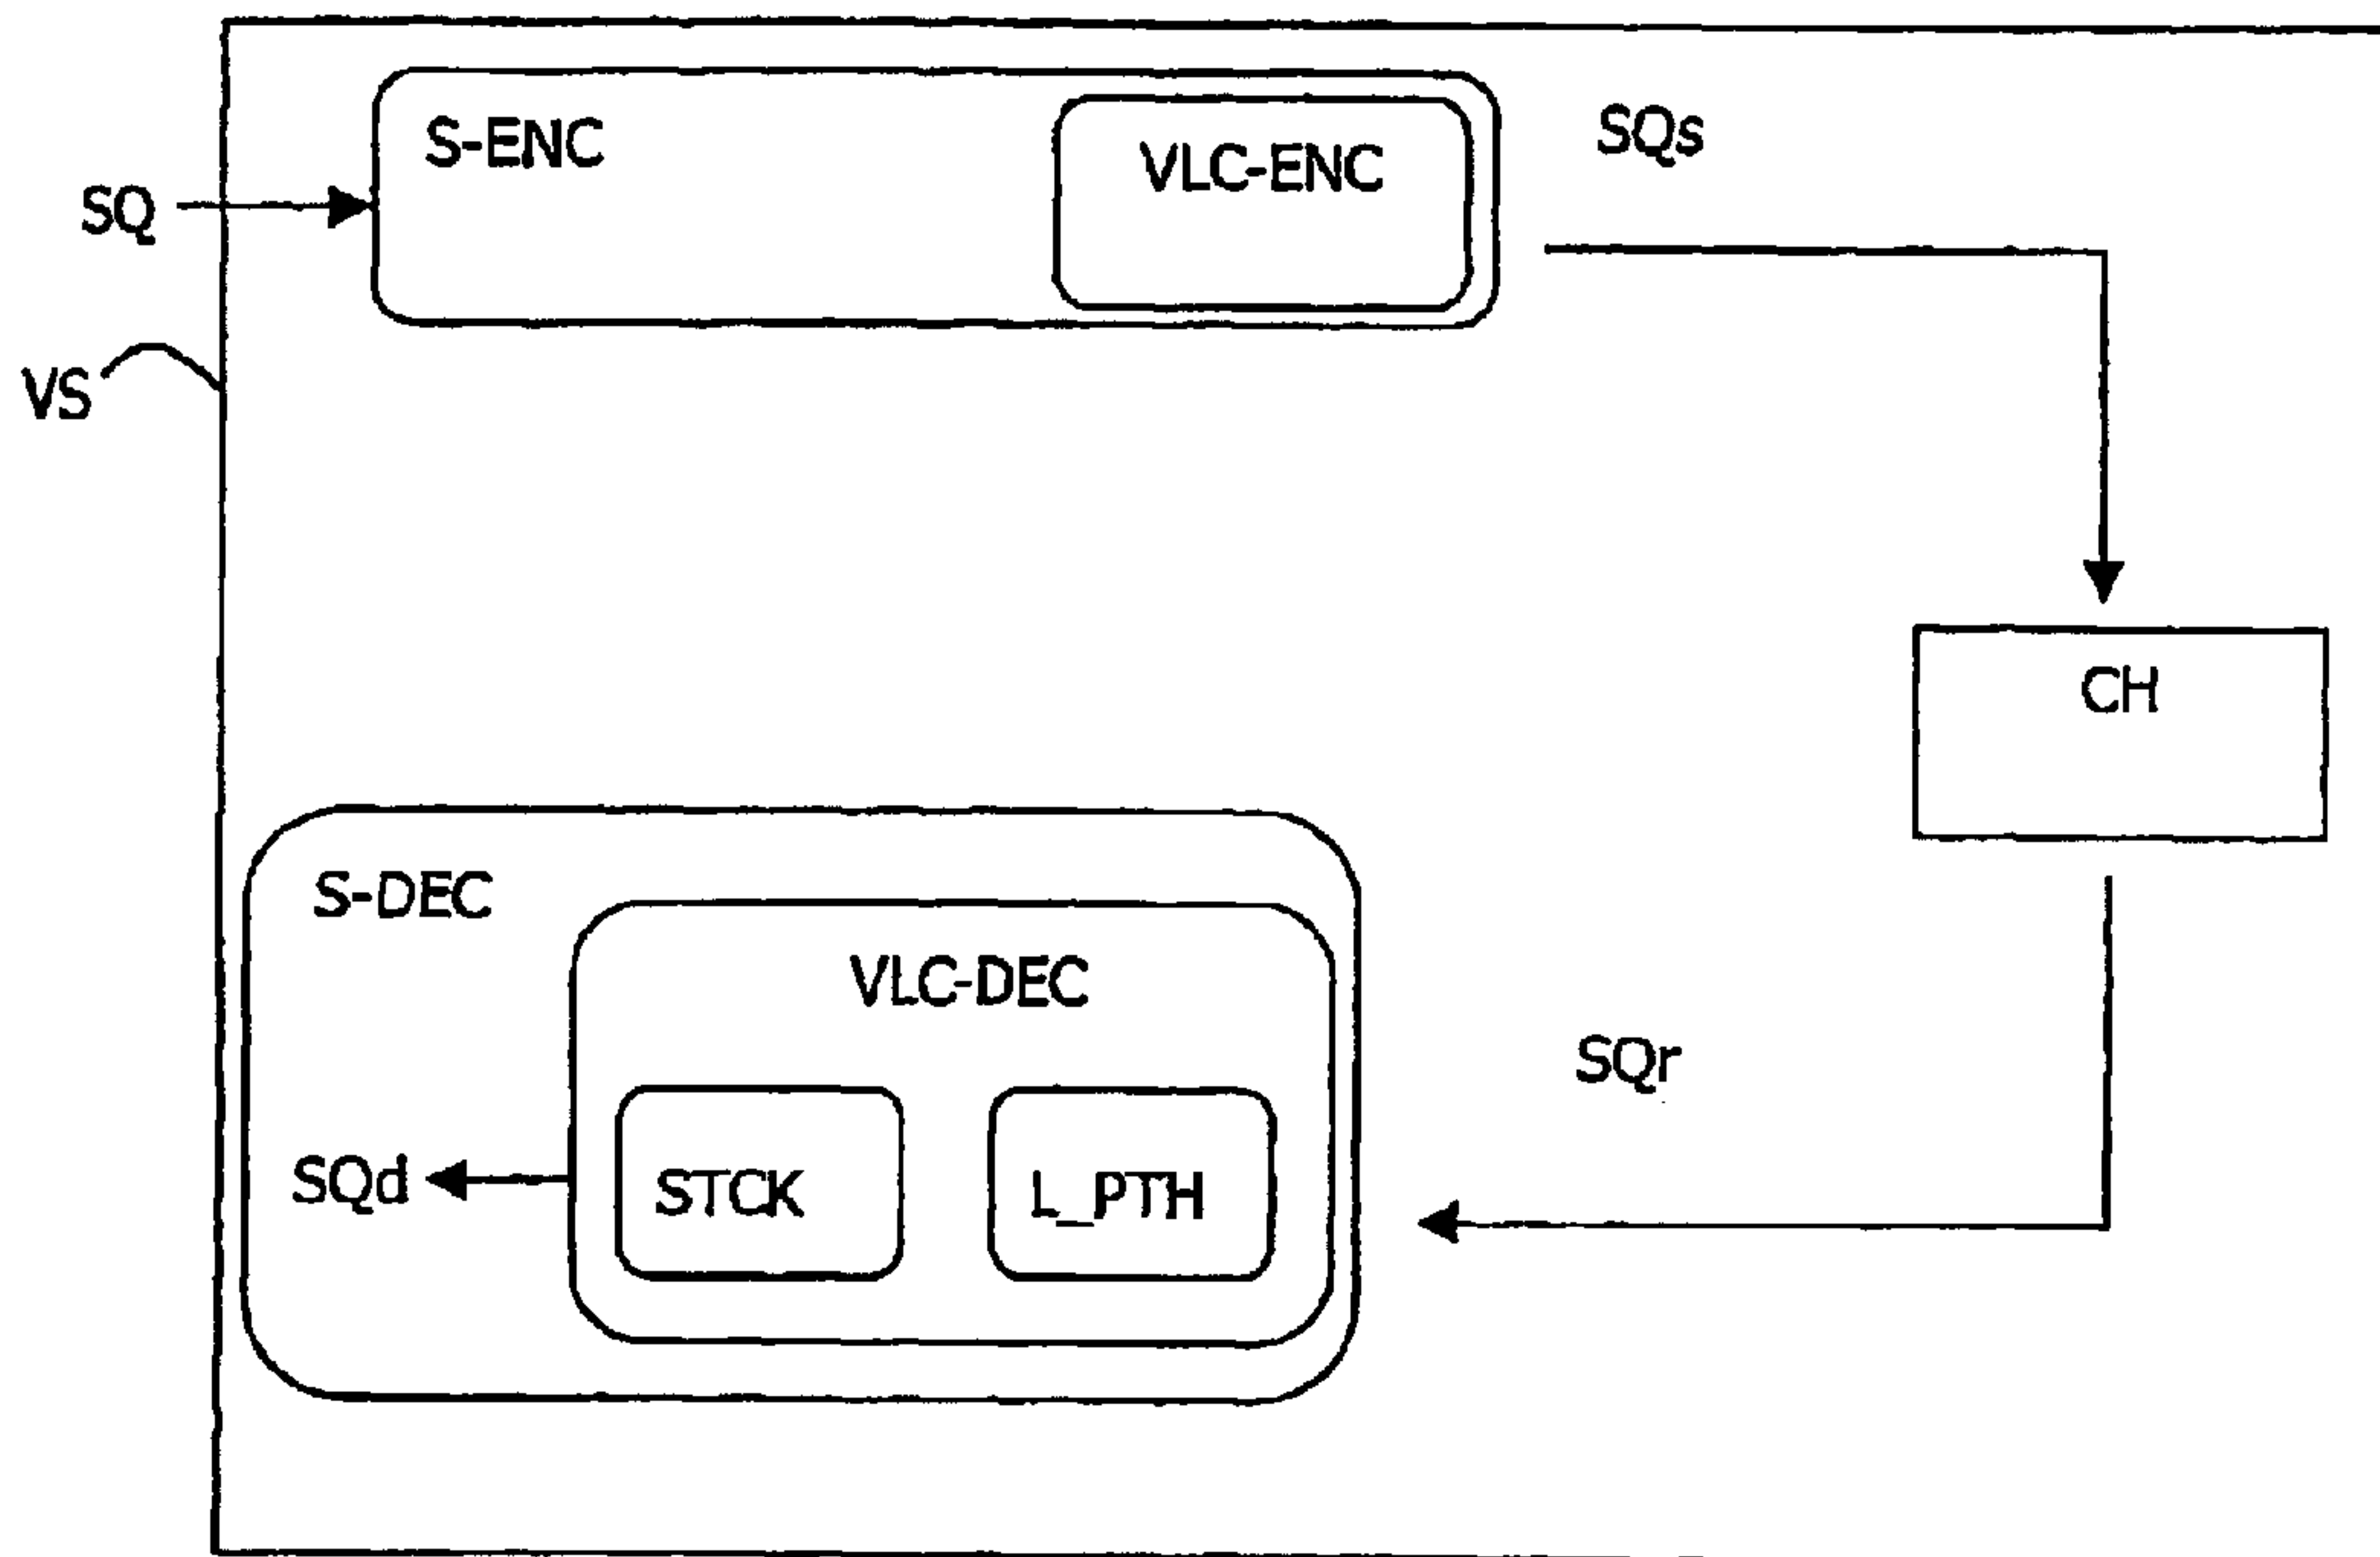 S-ENC
VLC-ENC
SQs
SQ
VS
CH
S-DEC
VLC-DEC
SQr
SQd
STCK
L_PTH